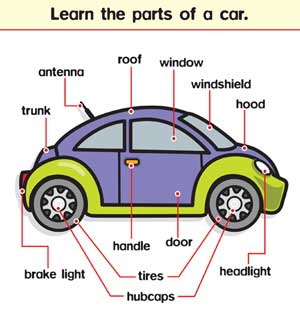 Learn the parts of a car.
roof
window
antenna
windshield
trunk
hood
handle
door
brake light
tires
headlight
hubcaps